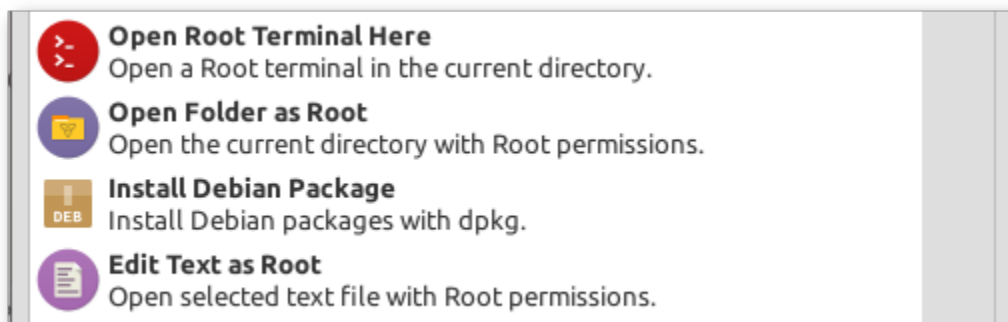 Open Root Terminal Here
Open a Root terminal in the current directory.
Open Folder as Root
Open the current directory with Root permissions.
Install Debian Package
DEB
Install Debian packages with dpkg.
Edit Text as Root
Open selected text file with Root permissions.